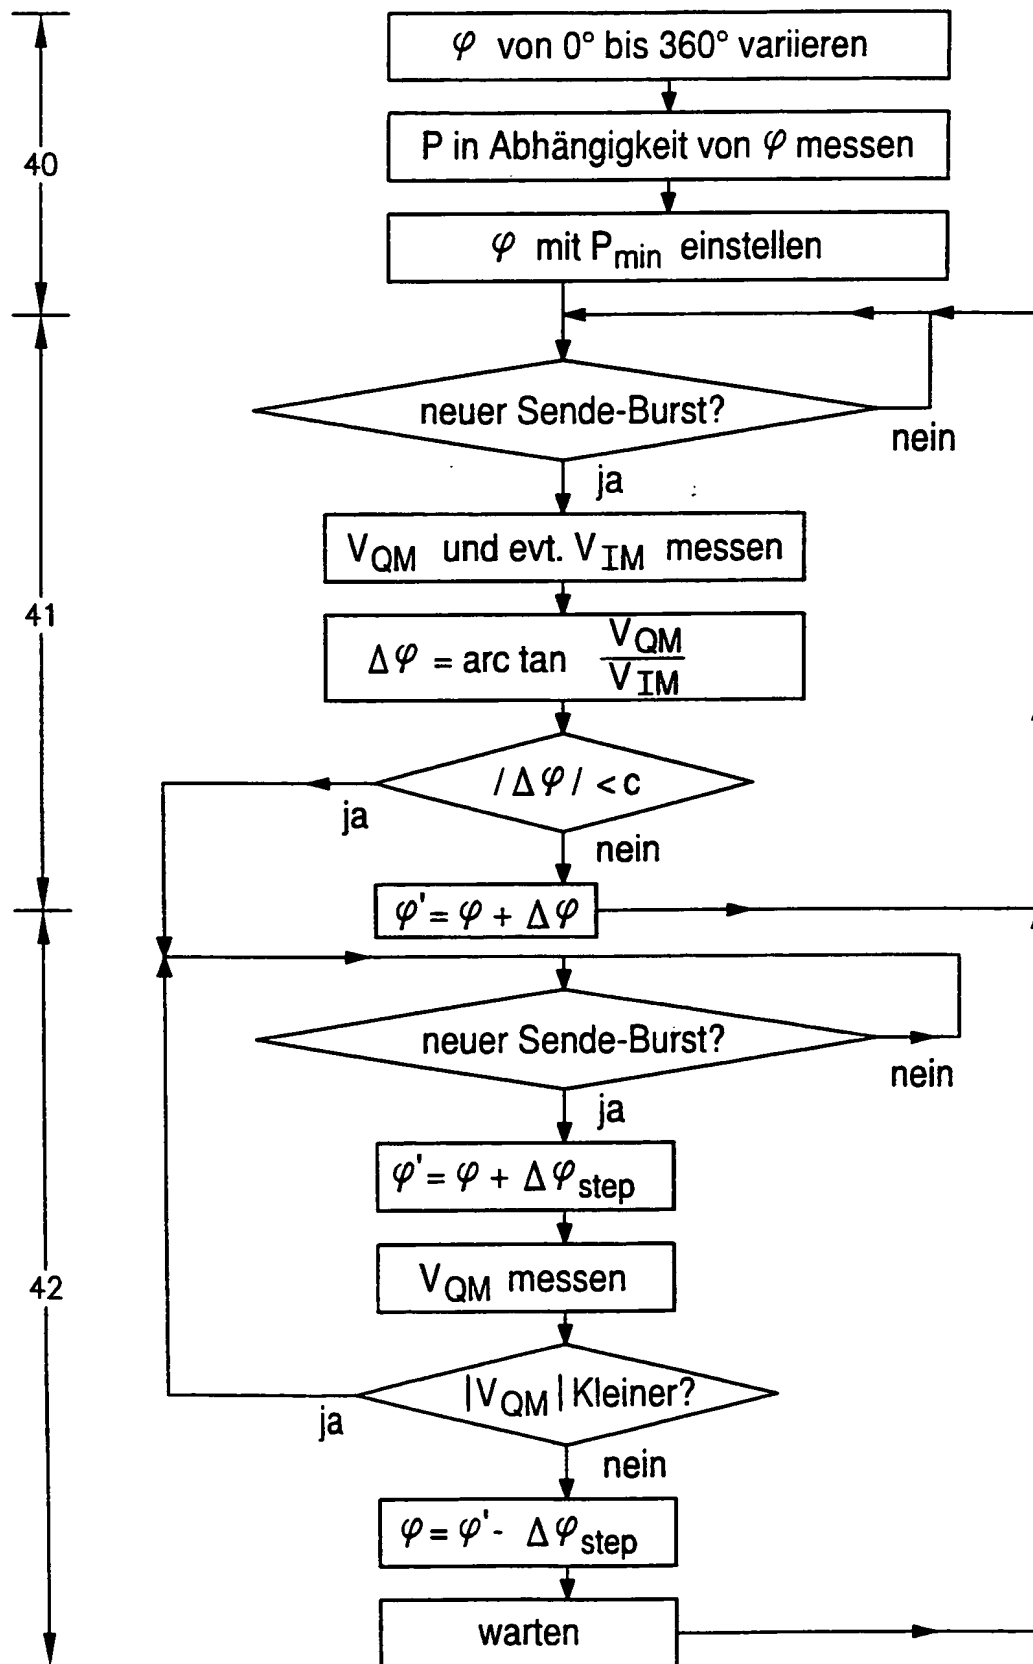 φ von 0° bis 360° variieren
40
P in Abhängigkeit von φ messen
φ mit Pmin einstellen
neuer Sende-Burst?
nein
ja
VQM und evt. VIM messen
41
Δφ = arc tan VQM
VIM
/Δφ/ < c
ja
nein
φ' = φ + Δφ
neuer Sende-Burst?
nein
ja
φ' = φ + Δφstep
VQM messen
42
|VQM| Kleiner?
ja
nein
φ = φ' - Δφstep
warten